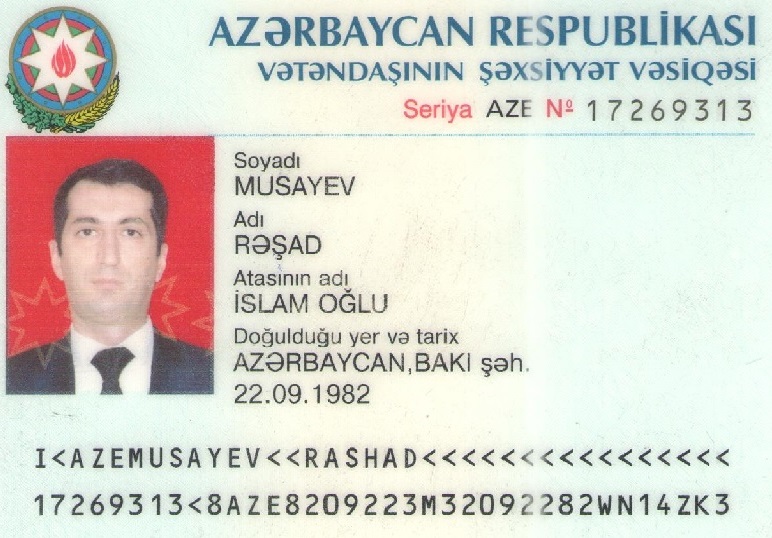 AZƏRBAYCAN RESPUBLİKASI
VƏTƏNDAŞININ ŞƏXSİYYƏT VƏSİQƏSİ
Seriya AZE № 17269313
Soyadı
MUSAYEV
Adı
RƏŞAD
Atasının adı
İSLAM OĞLU
Doğulduğu yer və tarix
AZƏRBAYCAN,BAKI şəh.
22.09.1982
I<AZEMUSAYEV<<RASHAD<<<<<<<<<<<<<<<<
17269313<8AZE8209223M32092282WN14ZK3